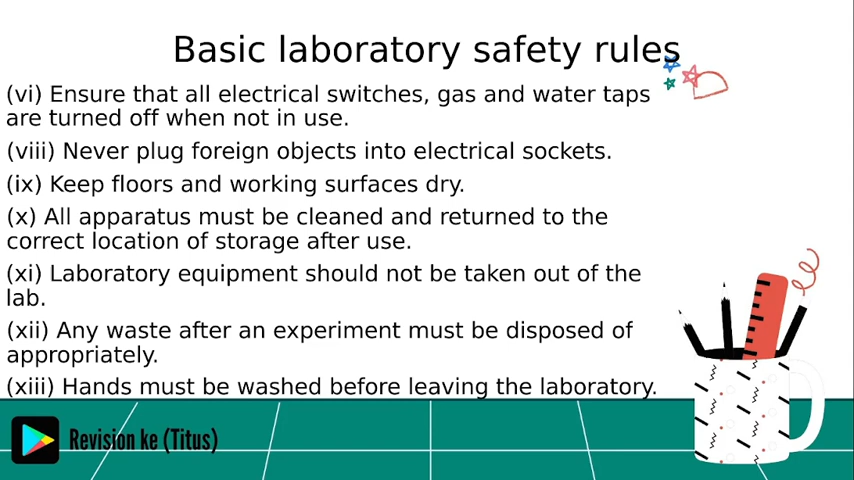 Basic laboratory safety rules
(vi) Ensure that all electrical switches, gas and water taps
are turned off when not in use.
(viii) Never plug foreign objects into electrical sockets.
(ix) Keep floors and working surfaces dry.
(x) All apparatus must be cleaned and returned to the
correct location of storage after use.
(xi) Laboratory equipment should not be taken out of the
lab.
(xii) Any waste after an experiment must be disposed of
appropriately.
(xiii) Hands must be washed before leaving the laboratory.
Revision ke (Titus)